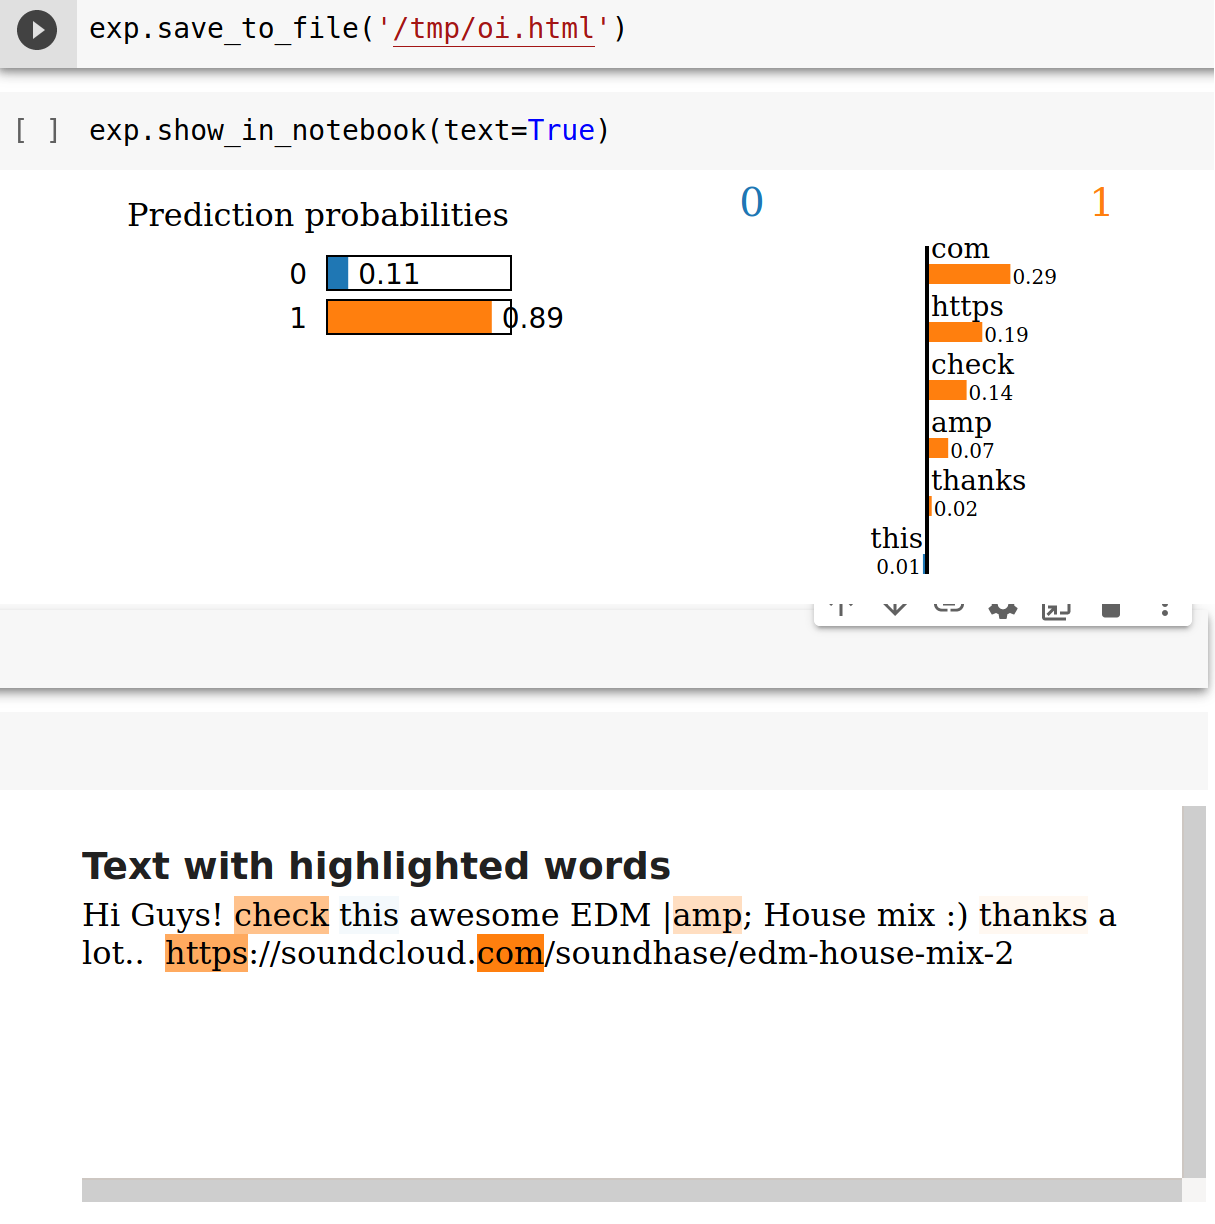 exp.save_to_file('/tmp/oi.html')
[ ] exp.show_in_notebook(text=True)
Prediction probabilities
0 0.11
1 0.89
0 1
com
0.29
https
0.19
check
0.14
amp
0.07
thanks
0.02
this
0.01
Text with highlighted words
Hi Guys! check this awesome EDM |amp; House mix :) thanks a
lot.. https://soundcloud.com/soundhase/edm-house-mix-2